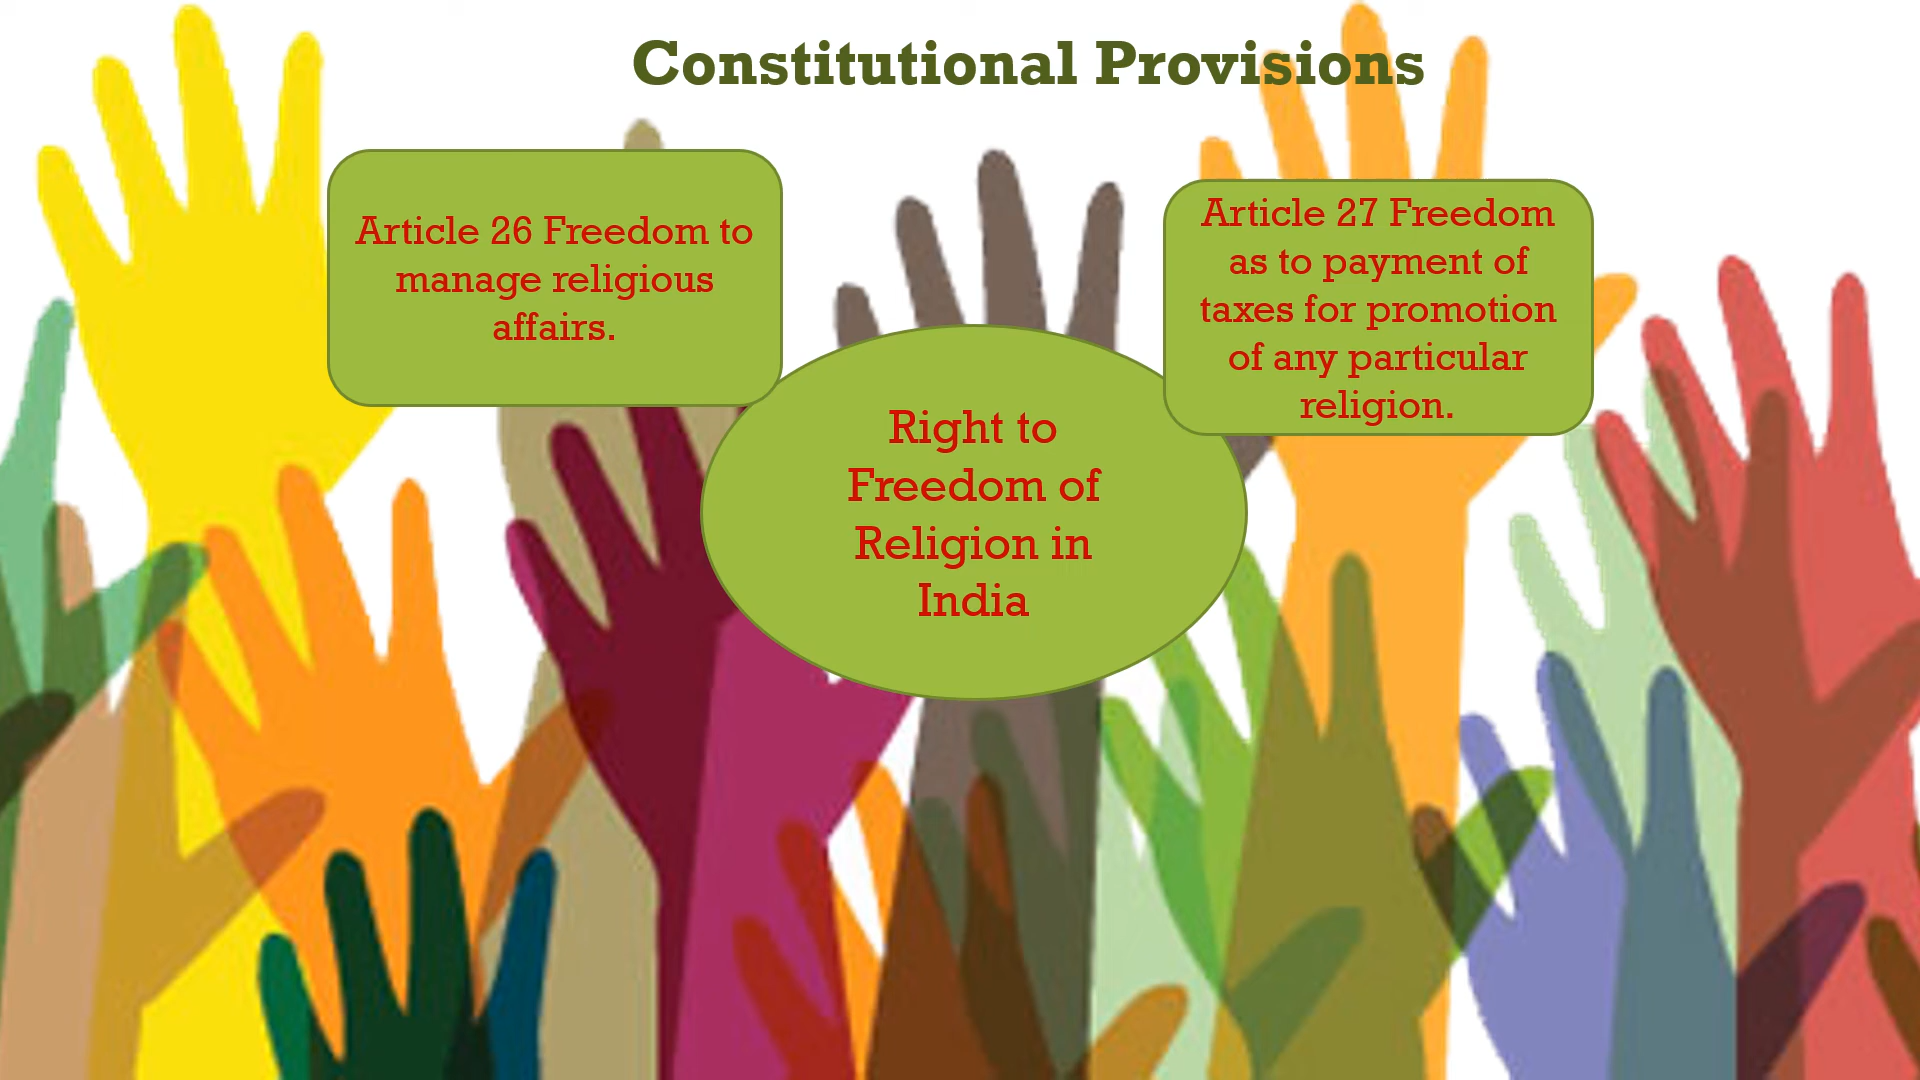 Constitutional Provisions
Article 26 Freedom to
manage religious
affairs.
Article 27 Freedom
as to payment of
taxes for promotion
of any particular
religion.
Right to
Freedom of
Religion in
India